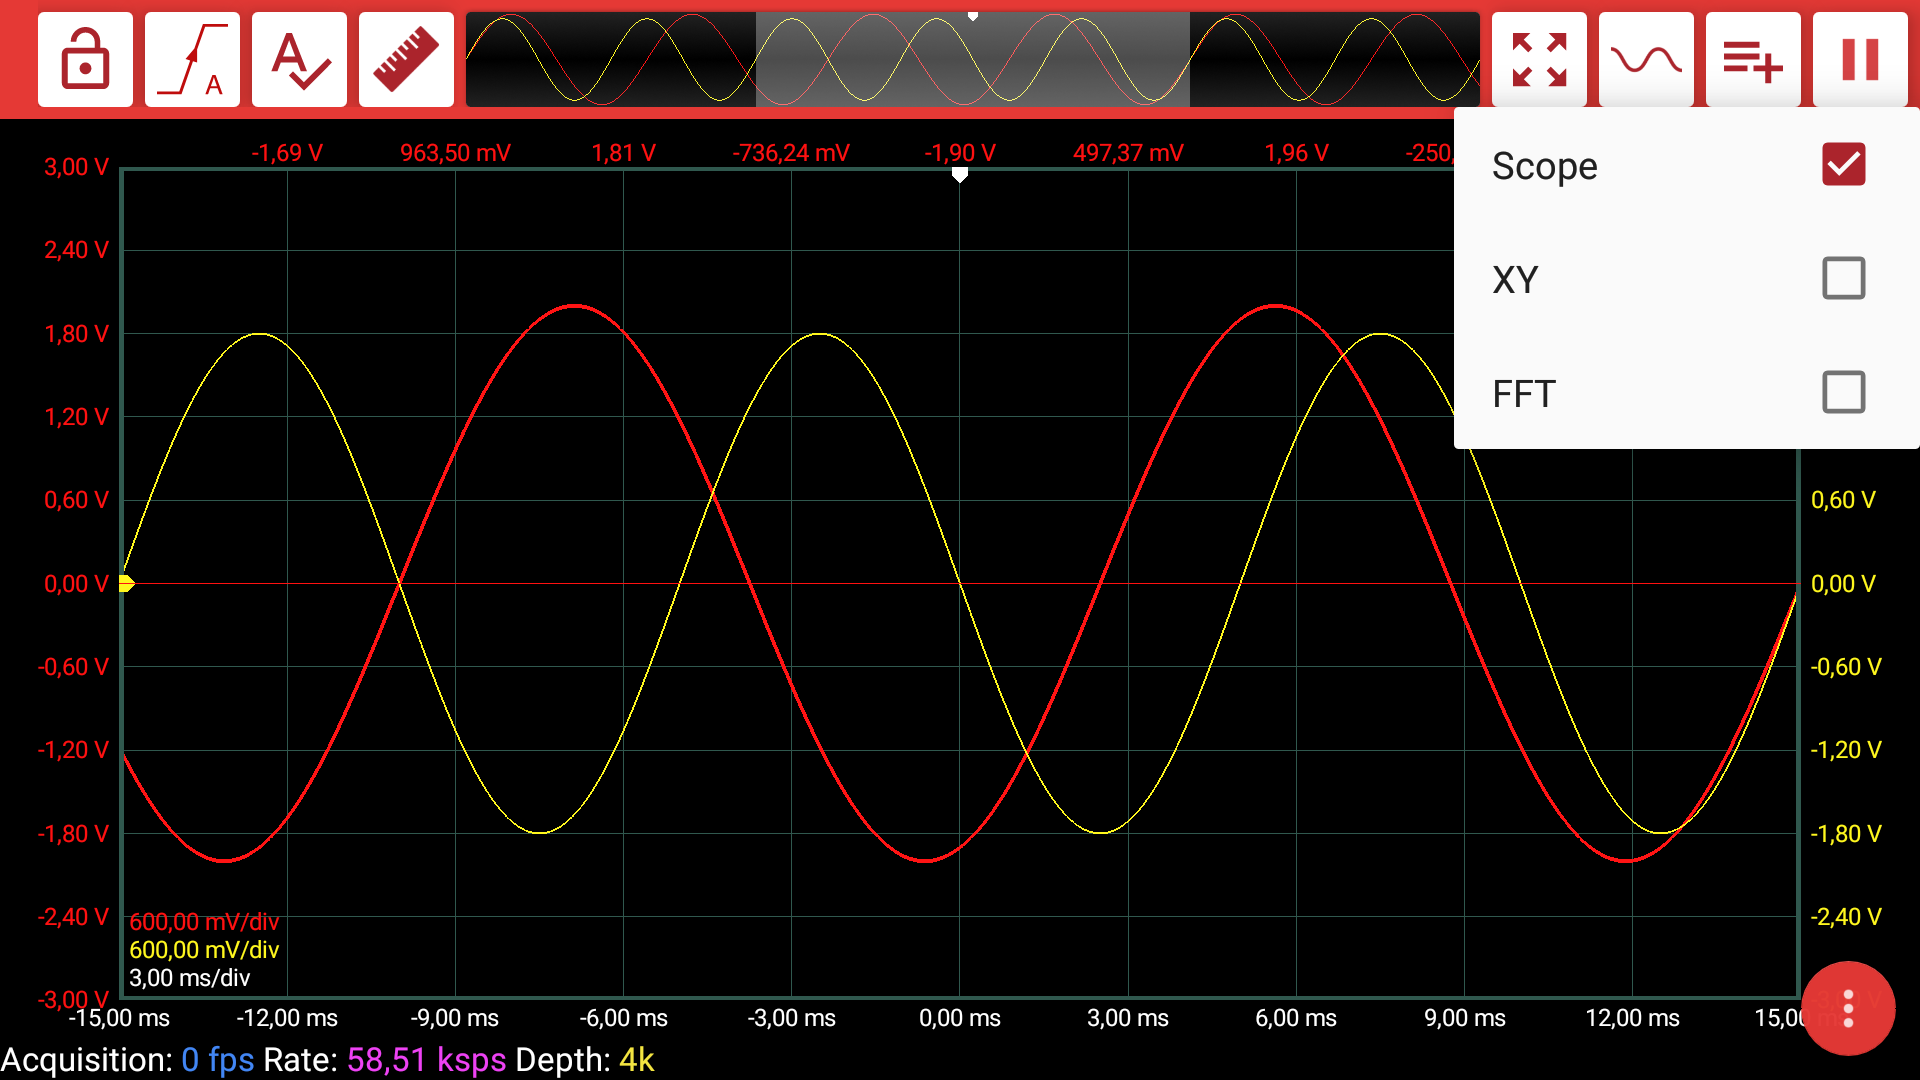 A
A
-1,69 V 963,50 mV 1,81 V -736,24 mV -1,90 V 497,37 mV 1,96 V -250,
Scope
XY
FFT
3,00 V
2,40 V
1,80 V
1,20 V
0,60 V 0,60 V
0,00 V 0,00 V
-0,60 V -0,60 V
-1,20 V -1,20 V
-1,80 V -1,80 V
-2,40 V -2,40 V
600,00 mV/div
600,00 mV/div
3,00 ms/div
-3,00 V
-15,00 ms -12,00 ms -9,00 ms -6,00 ms -3,00 ms 0,00 ms 3,00 ms 6,00 ms 9,00 ms 12,00 ms 15,00
Acquisition: 0 fps Rate: 58,51 ksps Depth: 4k